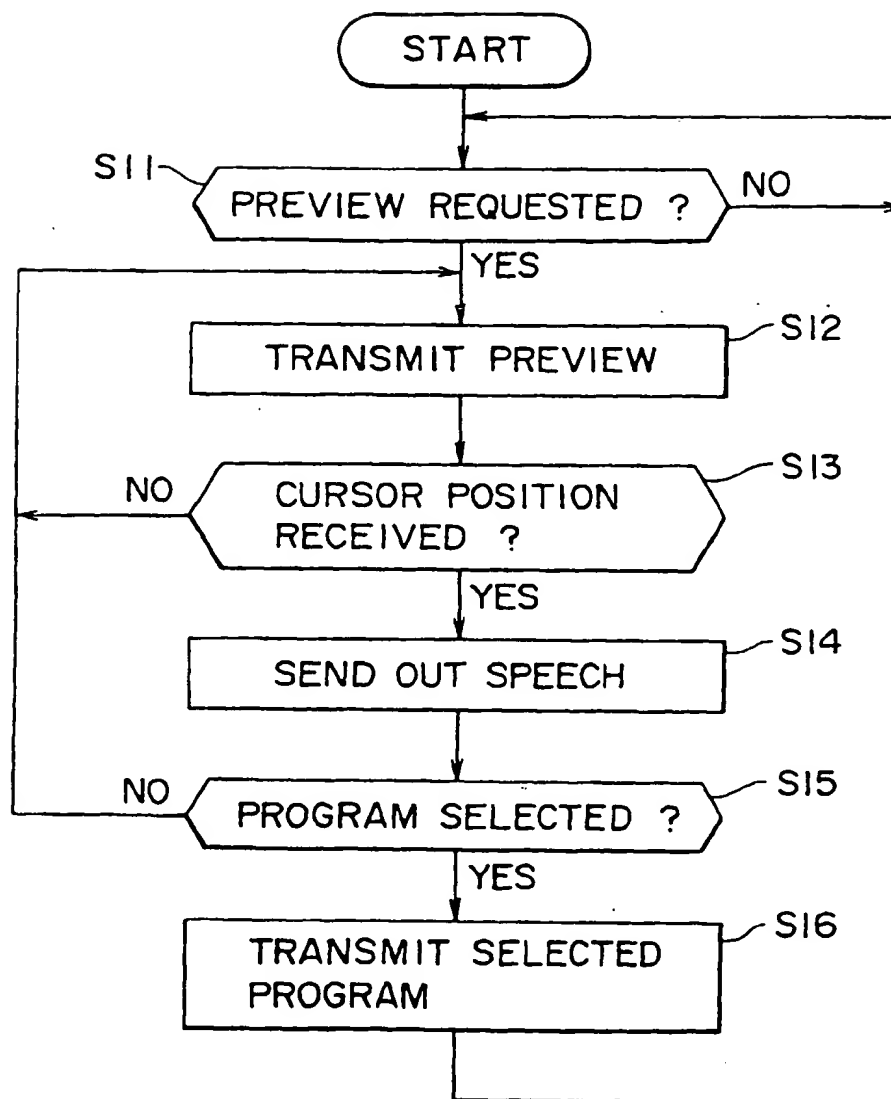 START
S11
PREVIEW REQUESTED ?
NO
YES
S12
TRANSMIT PREVIEW
S13
NO
CURSOR POSITION
RECEIVED ?
YES
S14
SEND OUT SPEECH
S15
NO
PROGRAM SELECTED ?
YES
S16
TRANSMIT SELECTED
PROGRAM